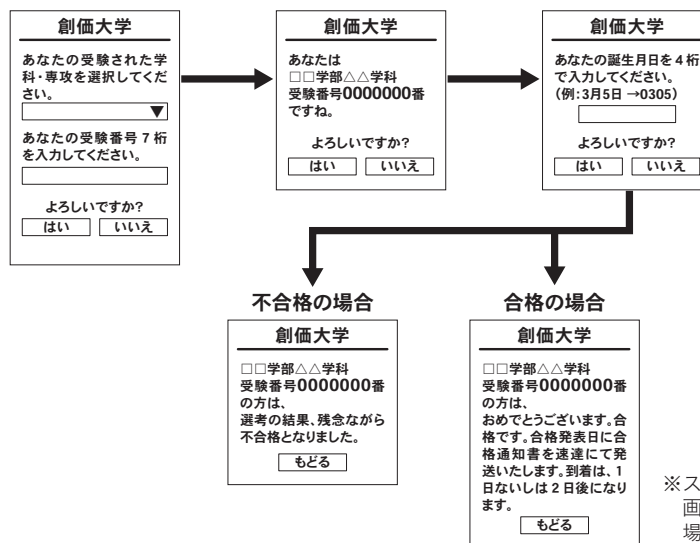 創価大学
あなたの受験された学
科・専攻を選択してくだ
さい。
▼
あなたの受験番号7桁
を入力してください。
よろしいですか?
はい いいえ
創価大学
あなたは
□□学部△△学科
受験番号0000000番
ですね。
よろしいですか?
はい いいえ
創価大学
あなたの誕生月日を4桁
で入力してください。
(例:3月5日→0305)
よろしいですか?
はい いいえ
不合格の場合
創価大学
□□学部△△学科
受験番号0000000番
の方は、
選考の結果、残念ながら
不合格となりました。
もどる
合格の場合
創価大学
□□学部△△学科
受験番号0000000番
の方は、
おめでとうございます。合
格です。合格発表日に合
格通知書を速達にて発
送いたします。到着は、1
日ないしは2日後になり
ます。
もどる
※ス
画
場